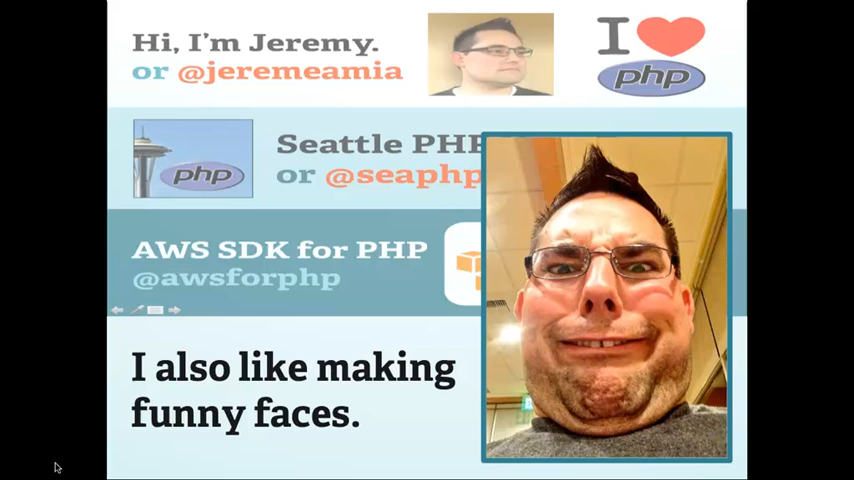 Hi, I'm Jeremy.
or @jeremeamia
I
php
php
Seattle PHP
or @seaphp
AWS SDK for PHP
@awsforphp
I also like making
funny faces.